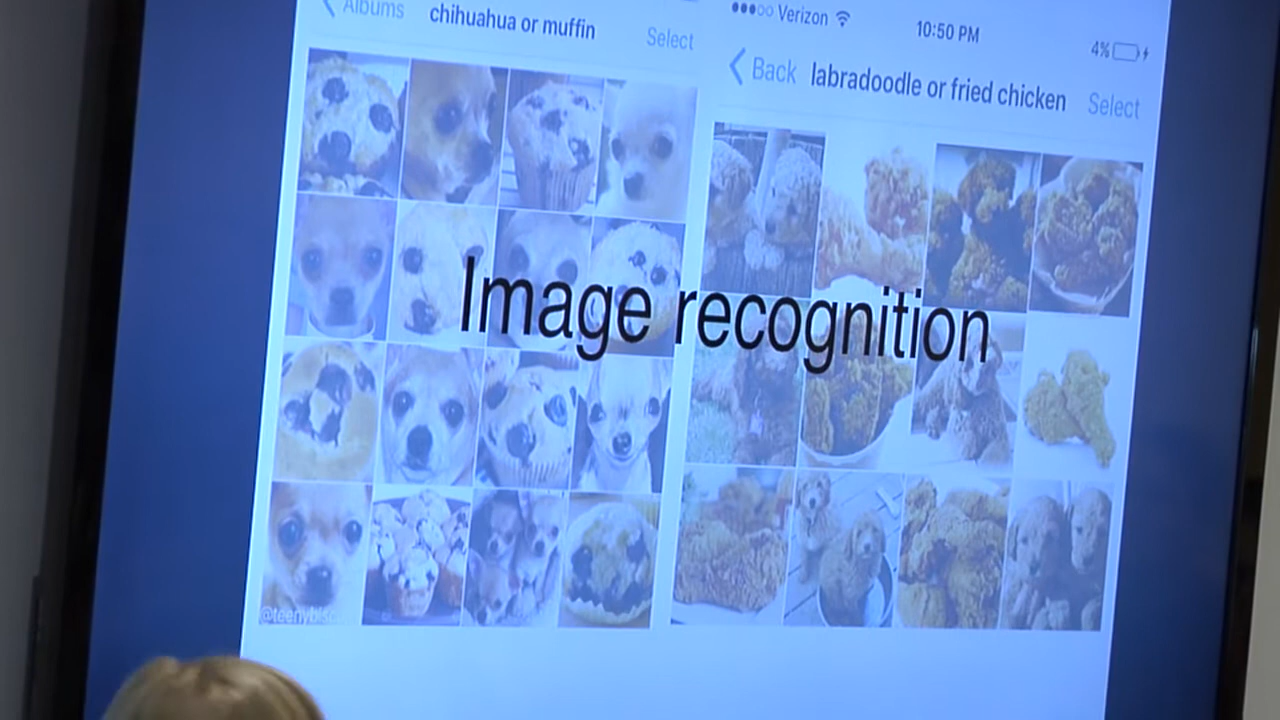 Albums chihuahua or muffin Select
Verizon 10:50 PM 4%
Back labradoodle or fried chicken Select
Image recognition